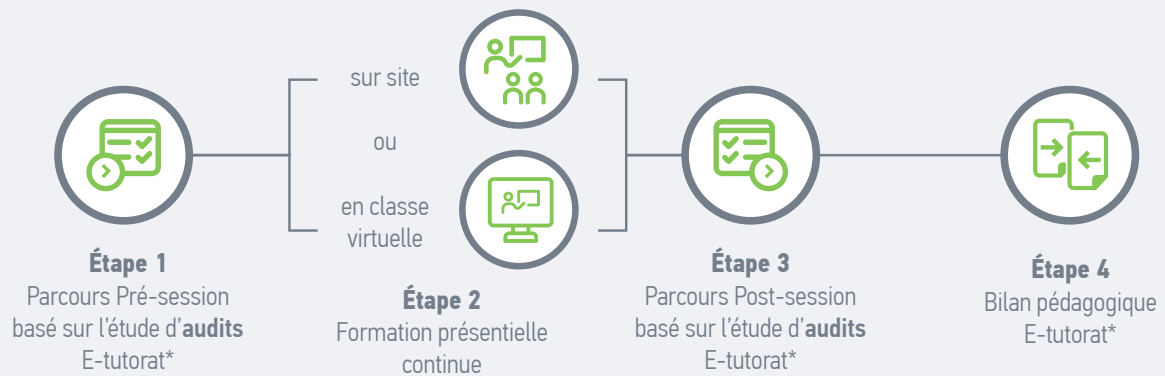 Étape 1
Parcours Pré-session
basé sur l'étude d'audits
E-tutorat*
sur site
ou
en classe
virtuelle
Étape 2
Formation présentielle
continue
Étape 3
Parcours Post-session
basé sur l'étude d'audits
E-tutorat*
Étape 4
Bilan pédagogique
E-tutorat*